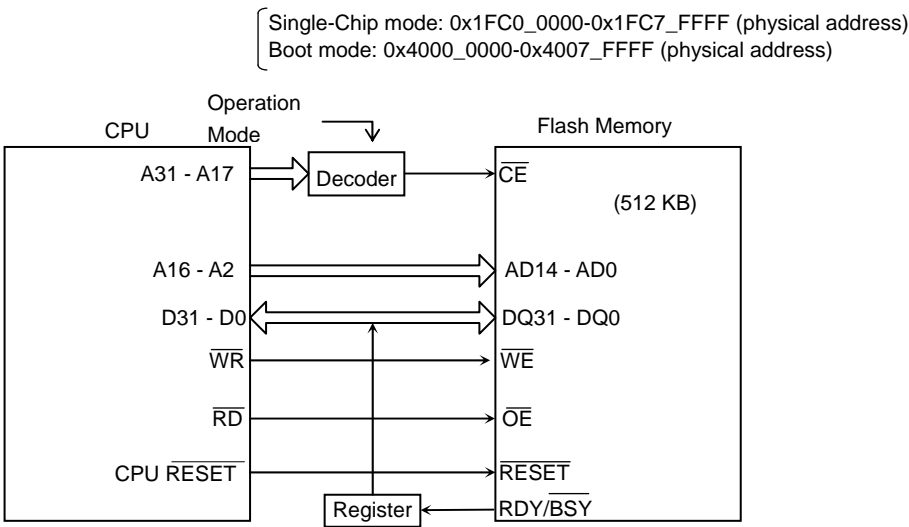 Single-Chip mode: 0x1FC0_0000-0x1FC7_FFFF (physical address)
Boot mode: 0x4000_0000-0x4007_FFFF (physical address)
Operation
Mode
CPU
Flash Memory
A31 - A17
Decoder
CE
(512 KB)
A16 - A2
AD14 - AD0
D31 - D0
DQ31 - DQ0
WR
WE
RD
OE
CPU RESET
RESET
Register
RDY/BSY